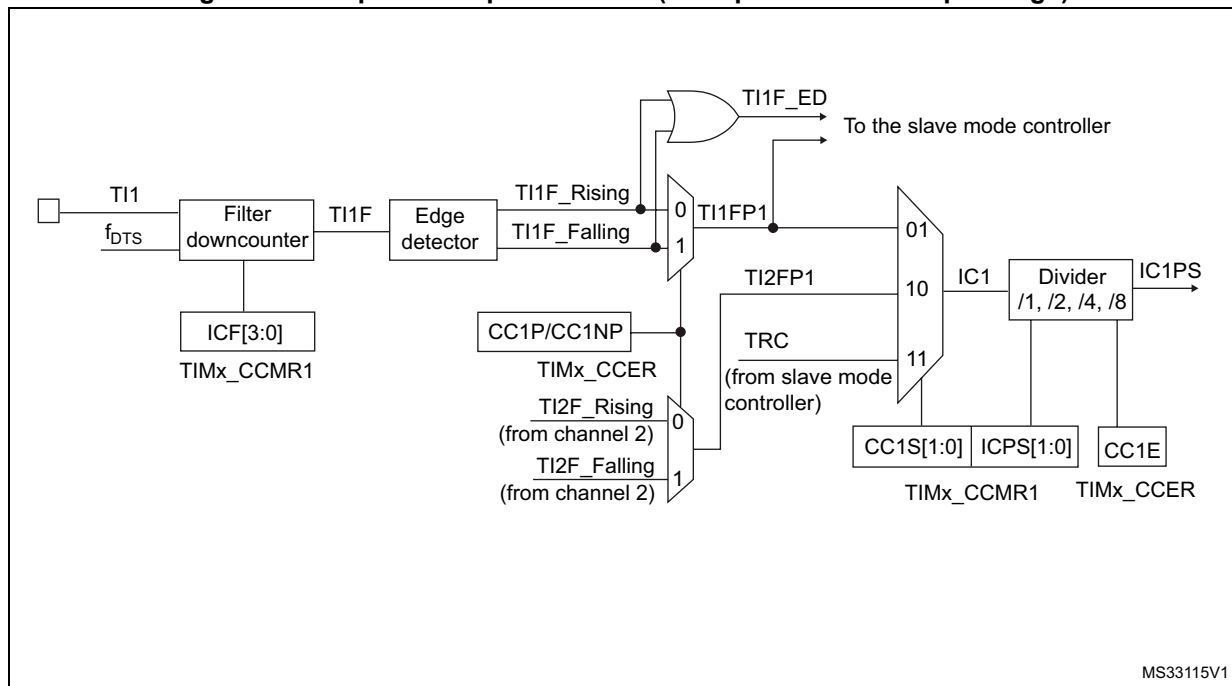 TI1F_ED
To the slave mode controller
TI1
Filter
downcounter
fDTS
TI1F
Edge
detector
TI1F_Rising
TI1F_Falling
0
1
TI1FP1
01
TI2FP1
10
IC1
Divider
/1, /2, /4, /8
IC1PS
ICF[3:0]
TIMx_CCMR1
CC1P/CC1NP
TIMx_CCER
TRC
11
(from slave mode
controller)
TI2F_Rising
0
(from channel 2)
TI2F_Falling
1
(from channel 2)
CC1S[1:0]
ICPS[1:0]
CC1E
TIMx_CCMR1
TIMx_CCER
MS33115V1